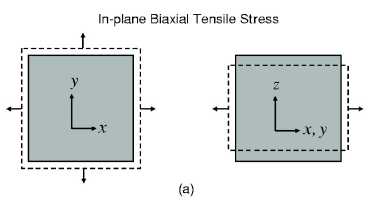 In-plane Biaxial Tensile Stress
y
x
z
x, y
(a)